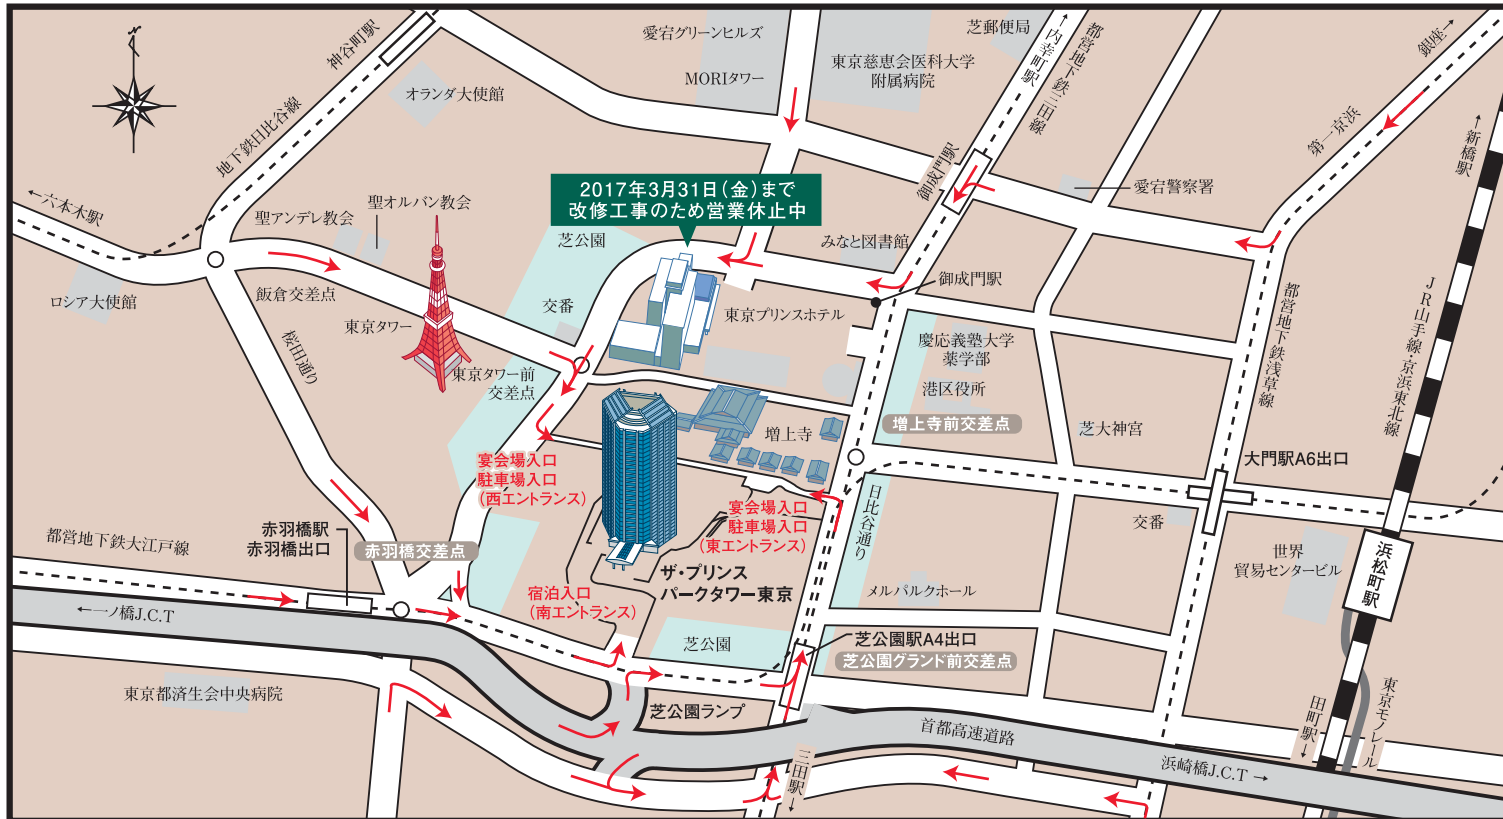 N
神谷町駅
地下鉄日比谷線
オランダ大使館
愛宕グリーンヒルズ
MORIタワー
東京慈恵会医科大学
附属病院
芝郵便局
↑内幸町駅
都営地下鉄三田線
銀座→
第一京浜
←新橋駅
←六本木駅
聖アンデレ教会
聖オルバン教会
2017年3月31日(金)まで
改修工事のため営業休止中
御成門駅
愛宕警察署
芝公園
みなと図書館
御成門駅
ロシア大使館
飯倉交差点
東京タワー
交番
東京プリンスホテル
都営地下鉄浅草線
JR山手線・京浜東北線
桜田通り
東京タワー前
交差点
慶応義塾大学
薬学部
港区役所
増上寺前交差点
増上寺
芝大神宮
大門駅A6出口
宴会場入口
駐車場入口
(西エントランス)
宴会場入口
駐車場入口
(東エントランス)
日比谷通り
交番
都営地下鉄大江戸線
赤羽橋駅
赤羽橋出口
赤羽橋交差点
ザ・プリンス
パークタワー東京
宿泊入口
(南エントランス)
メルパルクホール
世界
貿易センタービル
浜松町駅
←一ノ橋J.C.T
芝公園
芝公園駅A4出口
芝公園グランド前交差点
東京都済生会中央病院
芝公園ランプ
首都高速道路
三田駅→
浜崎橋J.C.T→
田町駅→
東京モノレール